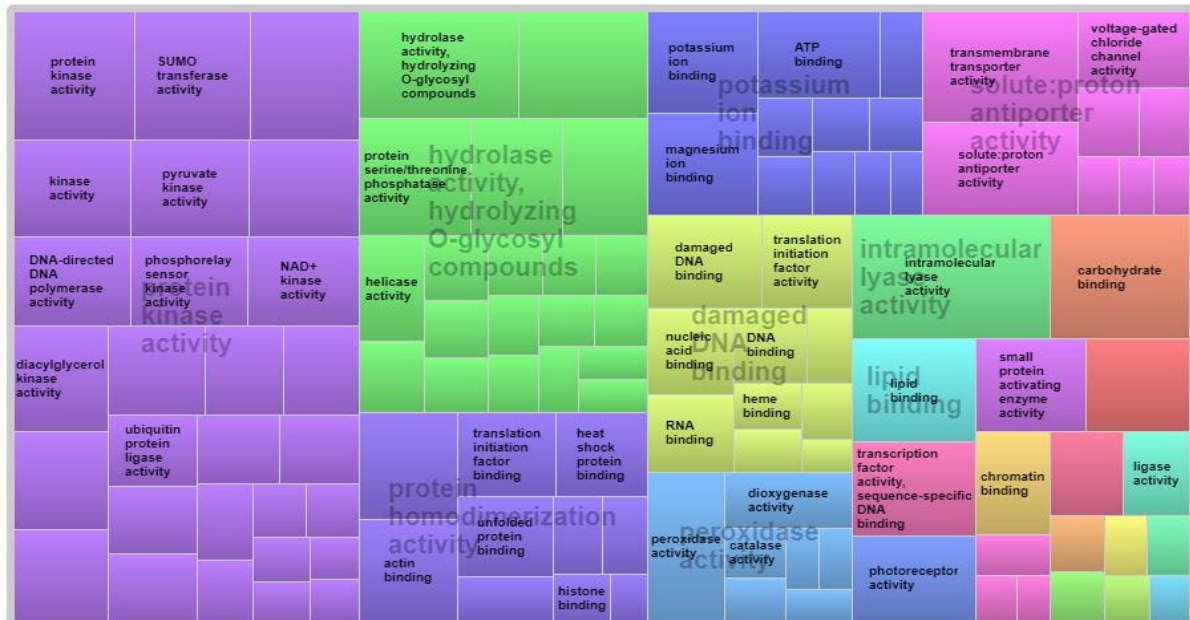 protein
kinase
activity
SUMO
transferase
activity
kinase
activity
pyruvate
kinase
activity
DNA-directed
DNA
polymerase
activity
phosphorelay
sensor
kinase
activity
NAD+
kinase
activity
protein
kinase
activity
diacylglycerol
kinase
activity
ubiquitin
protein
ligase
activity
hydrolase
activity,
hydrolyzing
O-glycosyl
compounds
protein
serine/threonine
phosphatase
activity
hydrolase
activity,
hydrolyzing
O-glycosyl
compounds
helicase
activity
translation
initiation
factor
binding
heat
shock
protein
binding
protein
homodimerization
activity
unfolded
protein
binding
actin
binding
histone
binding
potassium
ion
binding
ATP
binding
potassium
ion
binding
magnesium
ion
binding
transmembrane
transporter
activity
voltage-gated
chloride
channel
activity
solute:proton
antiporter
activity
solute:proton
antiporter
activity
damaged
DNA
binding
translation
initiation
factor
activity
damaged
DNA
binding
nucleic
acid
binding
DNA
binding
heme
binding
RNA
binding
intramolecular
lyase
activity
intramolecular
lyase
activity
carbohydrate
binding
lipid
binding
lipid
binding
small
protein
activating
enzyme
activity
transcription
factor
activity,
sequence-specific
DNA
binding
chromatin
binding
ligase
activity
dioxygenase
activity
peroxidase
activity
peroxidase
activity
catalase
activity
photoreceptor
activity